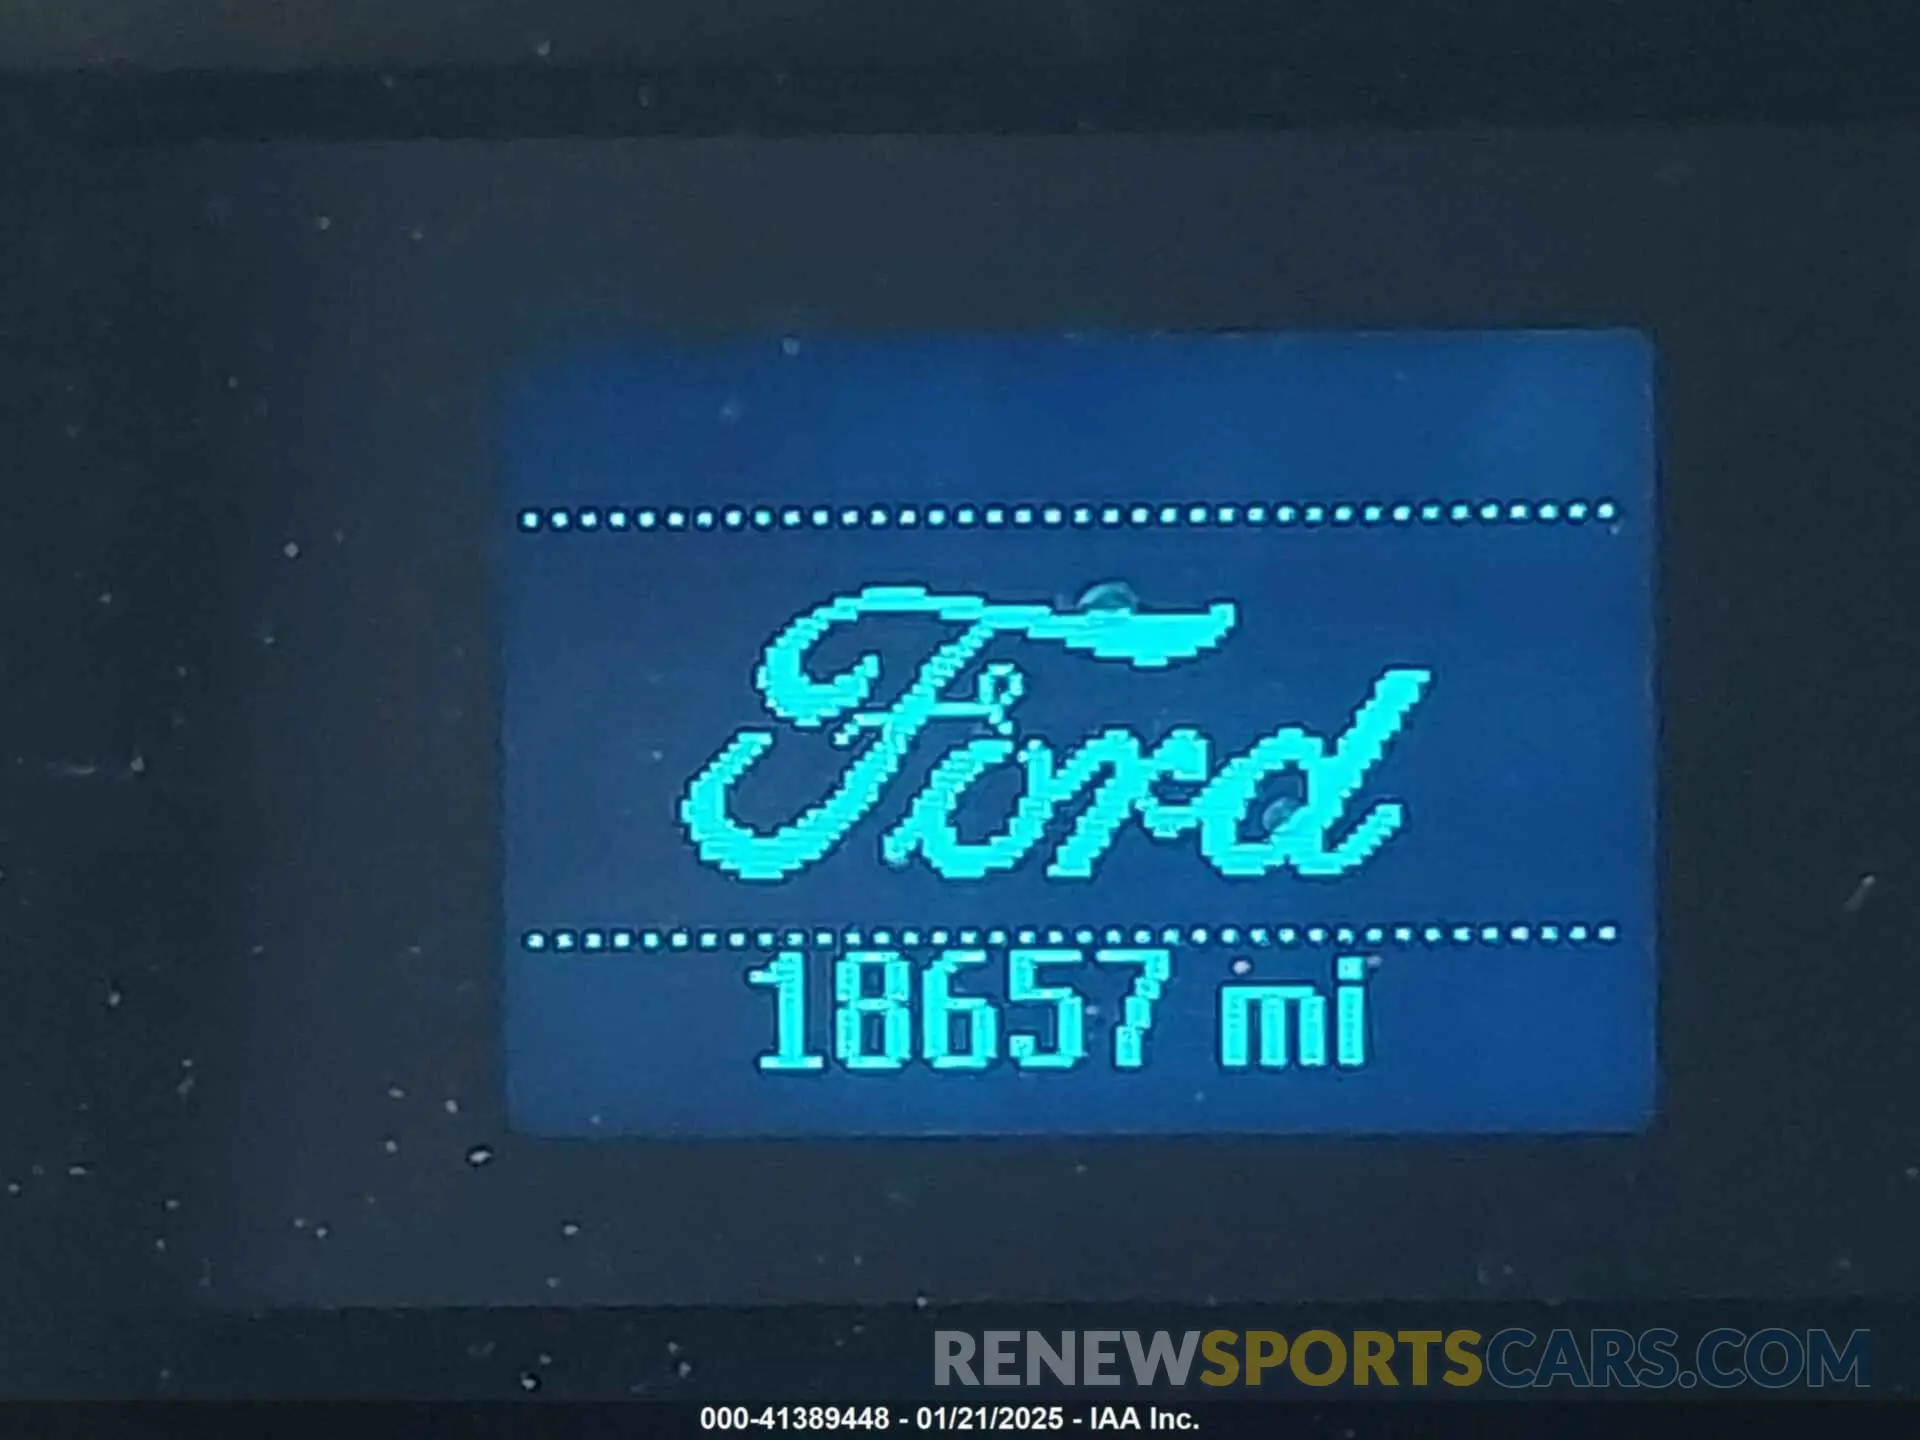 Ford
18657 mi
RENEWSPORTSCARS.COM
000-41389448 - 01/21/2025 - IAA Inc.